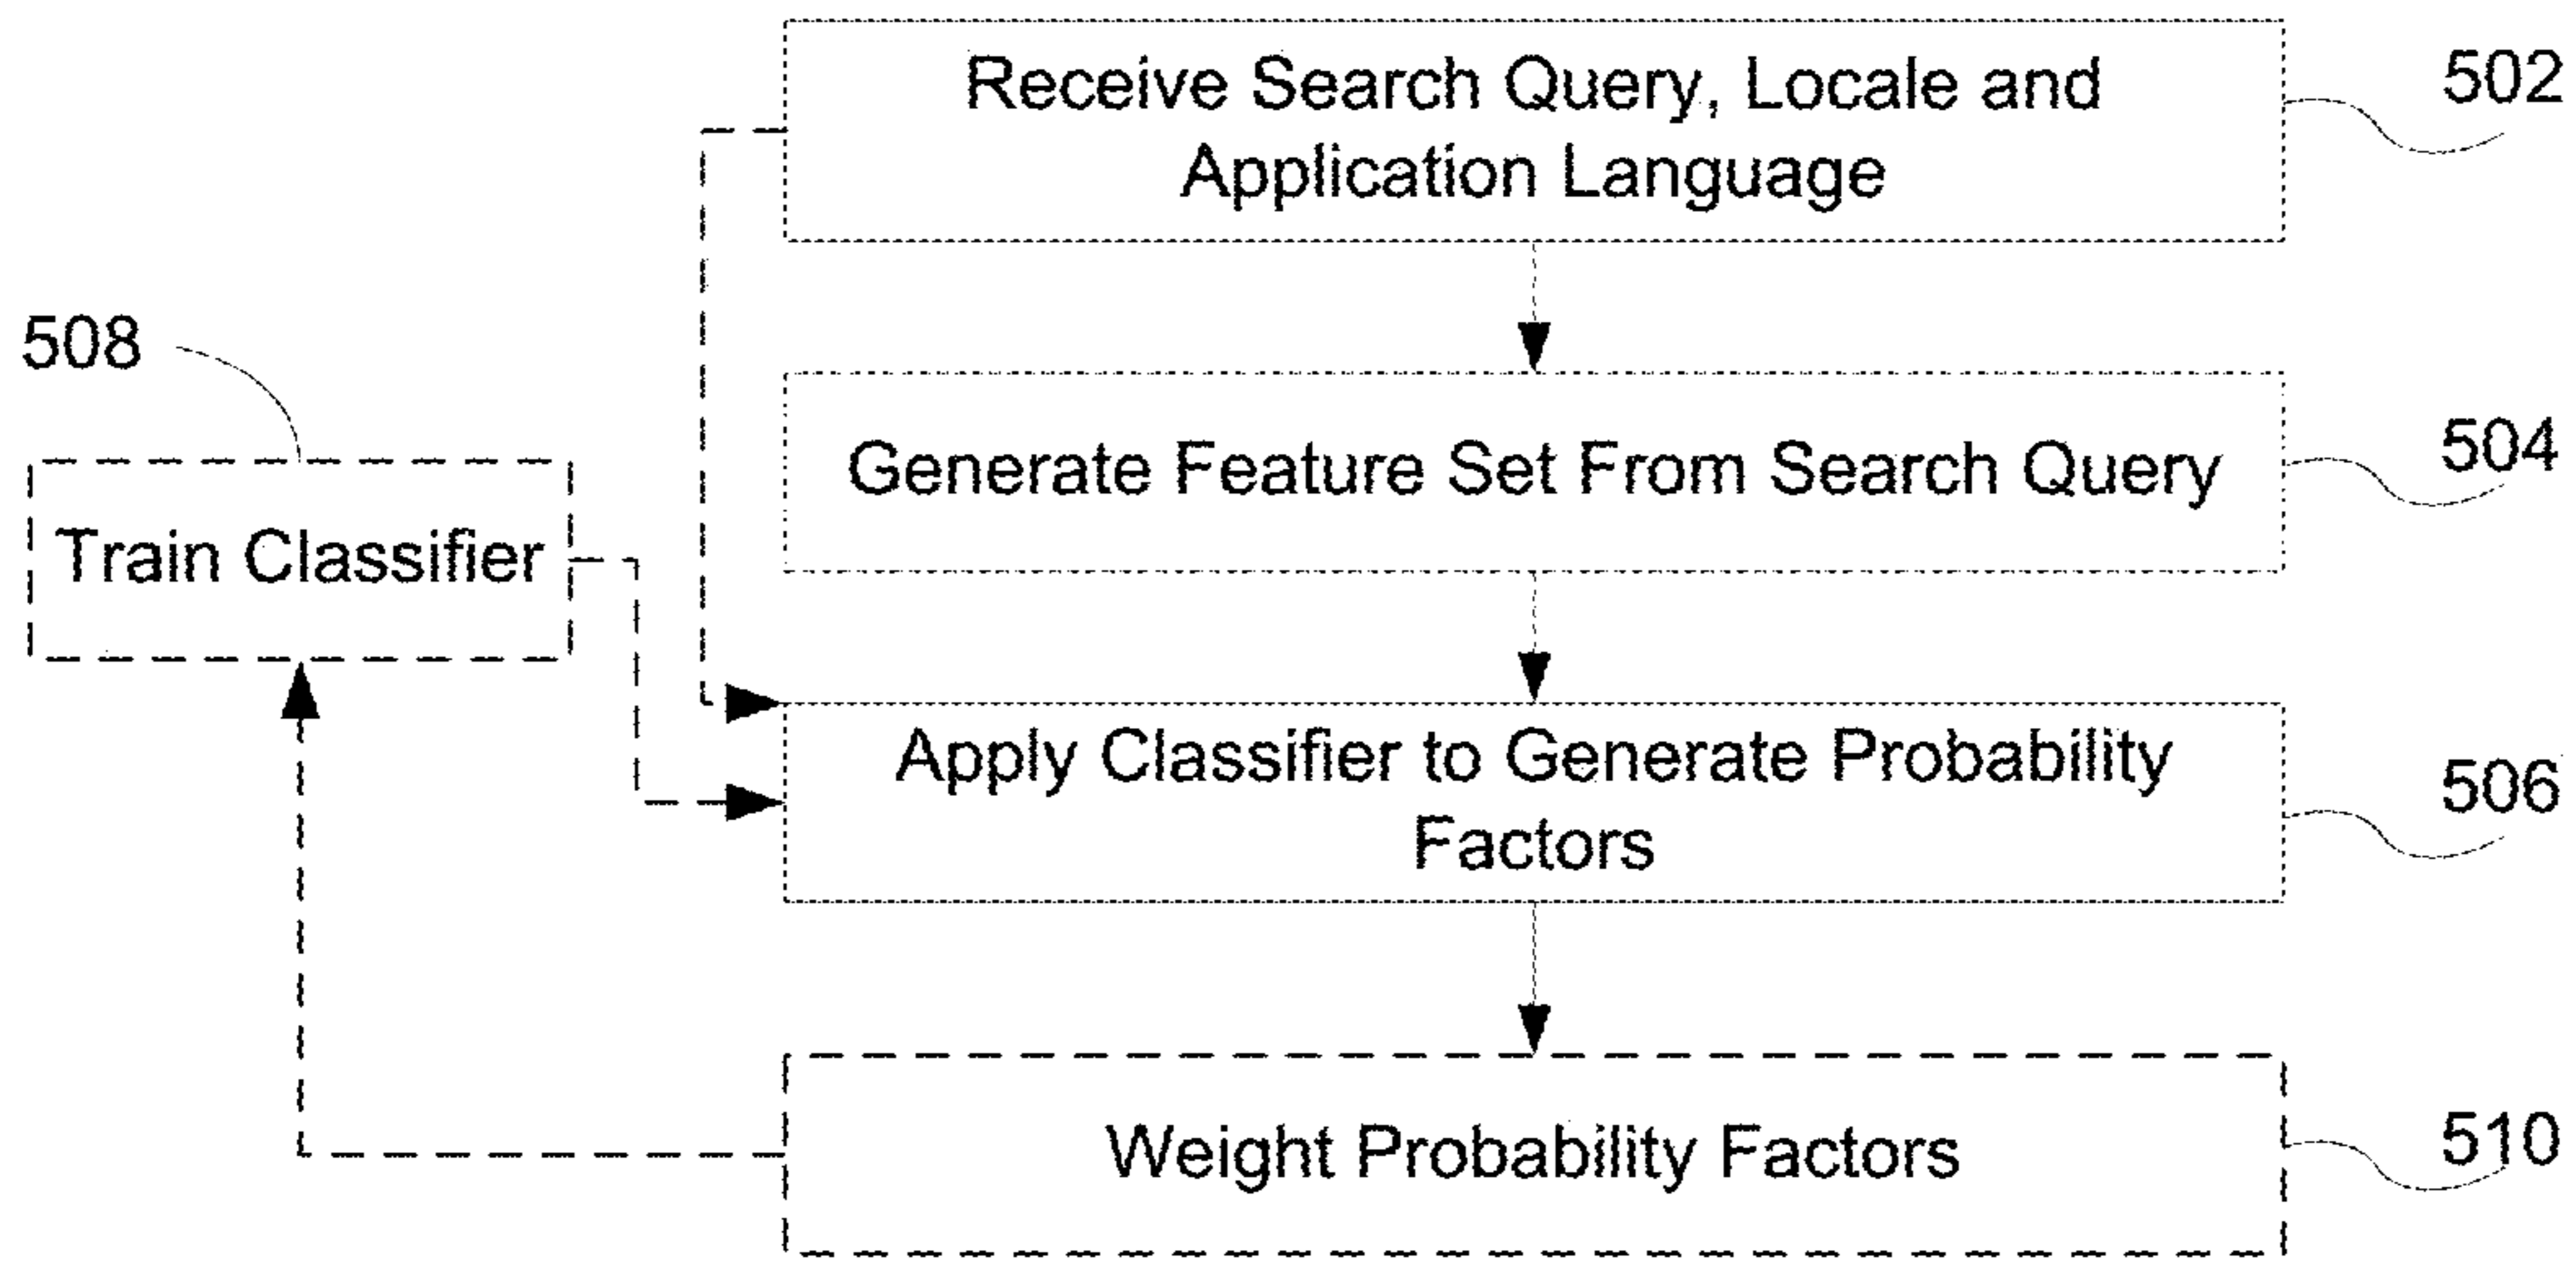 Receive Search Query, Locale and
Application Language
502
508
Generate Feature Set From Search Query
504
Train Classifier
Apply Classifier to Generate Probability
Factors
506
Weight Probability Factors
510